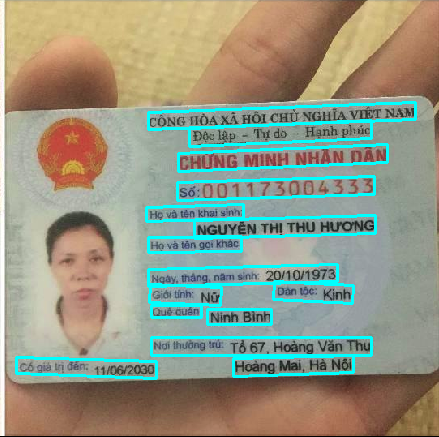 CỘNG HÒA XÃ HỘI CHỦ NGHĨA VIỆT NAM
Độc lập - Tự do - Hạnh phúc
CHỨNG MINH NHÂN DÂN
Số: 001173004333
Họ và tên khai sinh:
NGUYỄN THỊ THU HƯƠNG
Họ và tên gọi khác
Ngày, tháng, năm sinh: 20/10/1973
Giới tính: Nữ Dân tộc: Kinh
Quê quán: Ninh Bình
Nơi thường trú: Tổ 67, Hoàng Văn Thụ
Hoàng Mai, Hà Nội
Có giá trị đến: 11/06/2030